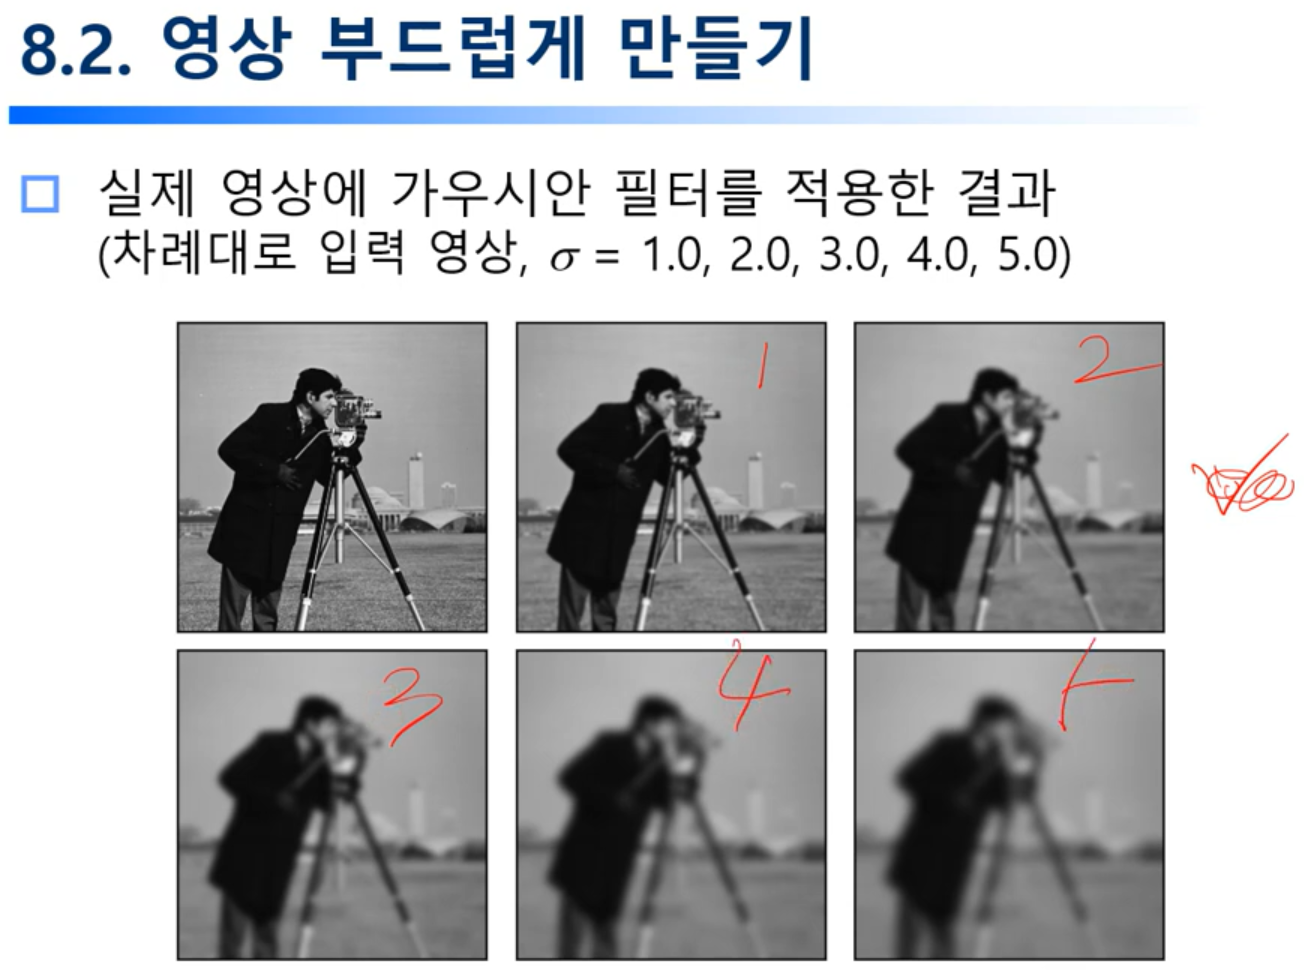 8.2. 영상 부드럽게 만들기
실제 영상에 가우시안 필터를 적용한 결과
(차례대로 입력 영상, σ = 1.0, 2.0, 3.0, 4.0, 5.0)
1
2
3
4